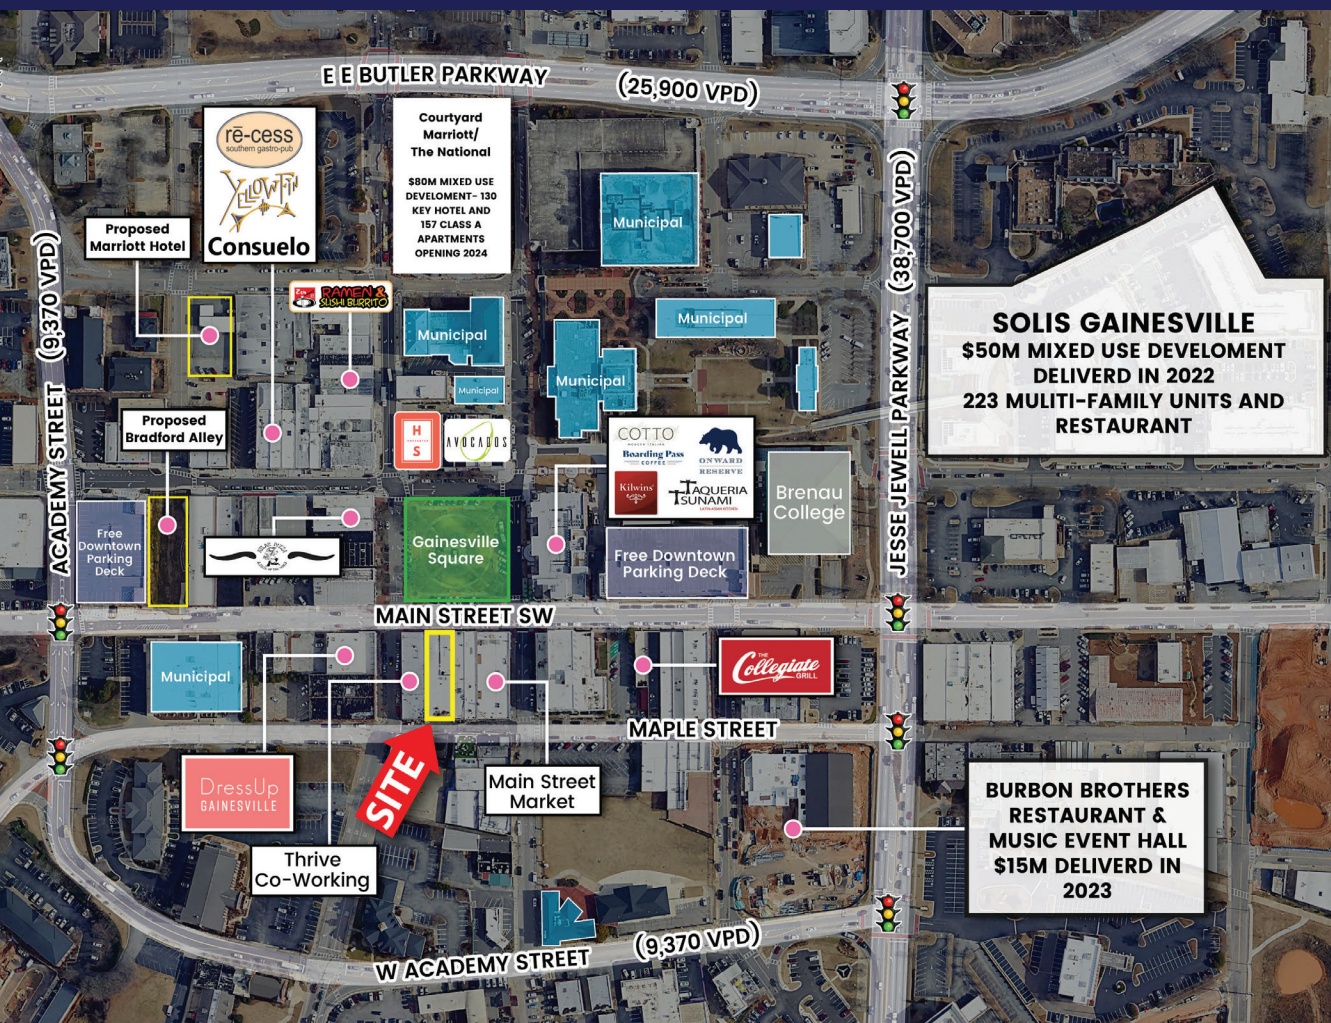 E E BUTLER PARKWAY
(25,900 VPD)
rē-cess
southern gastro-pub
YELLOWFIN
Consuelo
Courtyard
Marriott/
The National
$80M MIXED USE
DEVELOMENT- 130
KEY HOTEL AND
157 CLASS A
APARTMENTS
OPENING 2024
Proposed
Marriott Hotel
RAMEN &
SUSHI BURRITO
Municipal
Municipal
Municipal
Municipal
Municipal
(38,700 VPD)
JESSE JEWELL PARKWAY
(9,370 VPD)
ACADEMY STREET
SOLIS GAINESVILLE
$50M MIXED USE DEVELOMENT
DELIVERD IN 2022
223 MULITI-FAMILY UNITS AND
RESTAURANT
Proposed
Bradford Alley
H
S
AVOCADOS
COTTO
Boarding Pass
COFFEE
ONWARD
RESERVE
Kilwins
TAQUERIA
TSUNAMI
LATIN ASIAN KITCHEN
Brenau
College
Free
Downtown
Parking
Deck
Gainesville
Square
Free Downtown
Parking Deck
MAIN STREET SW
Municipal
THE
Collegiate
GRILL
MAPLE STREET
DressUp
GAINESVILLE
SITE
Main Street
Market
Thrive
Co-Working
BURBON BROTHERS
RESTAURANT &
MUSIC EVENT HALL
$15M DELIVERD IN
2023
W ACADEMY STREET
(9,370 VPD)